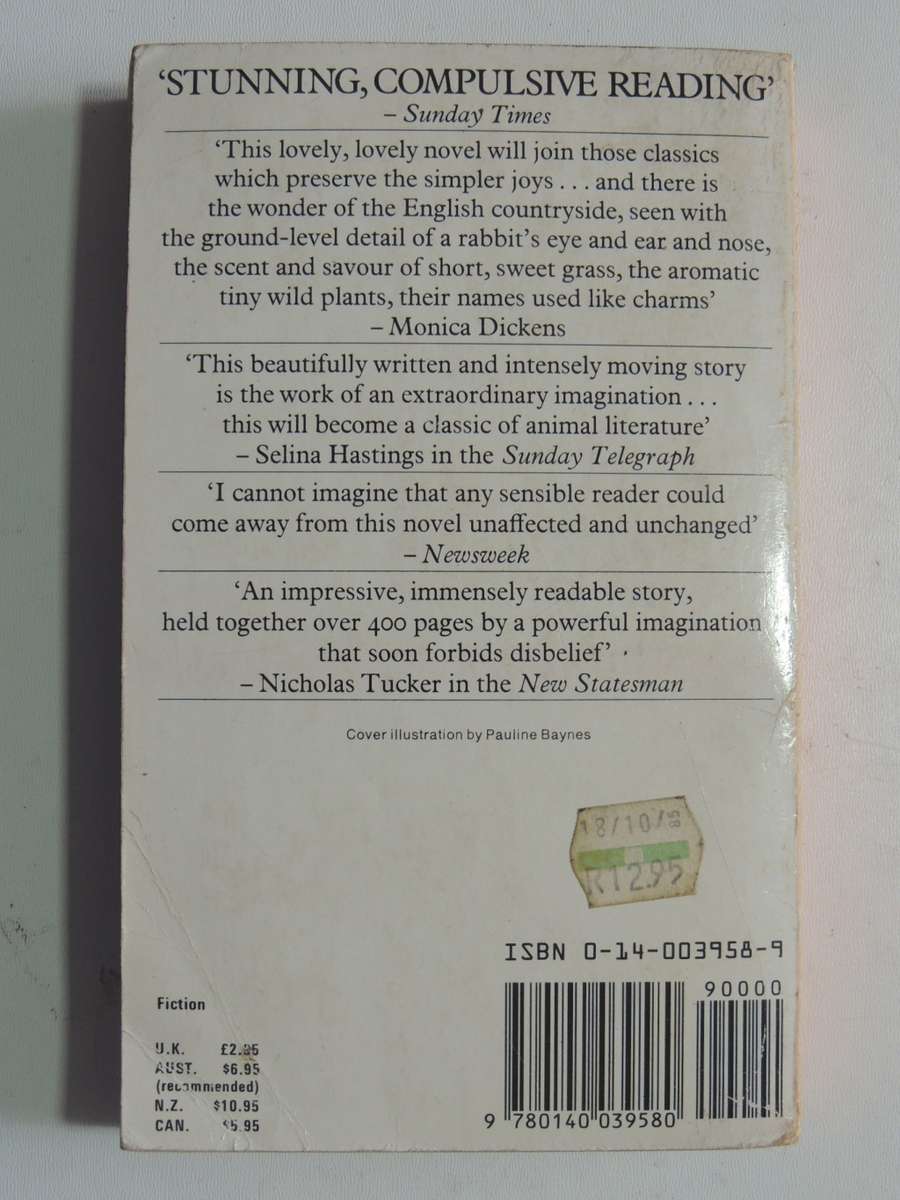 ‘STUNNING, COMPULSIVE READING’
– Sunday Times
‘This lovely, lovely novel will join those classics
which preserve the simpler joys . . . and there is
the wonder of the English countryside, seen with
the ground-level detail of a rabbit’s eye and ear and nose,
the scent and savour of short, sweet grass, the aromatic
tiny wild plants, their names used like charms’
– Monica Dickens
‘This beautifully written and intensely moving story
is the work of an extraordinary imagination . . .
this will become a classic of animal literature’
– Selina Hastings in the Sunday Telegraph
‘I cannot imagine that any sensible reader could
come away from this novel unaffected and unchanged’
– Newsweek
‘An impressive, immensely readable story,
held together over 400 pages by a powerful imagination
that soon forbids disbelief’
– Nicholas Tucker in the New Statesman
Cover illustration by Pauline Baynes
18/10/85
R12.95
ISBN 0-14-003958-9
90000
9 780140 039580
Fiction
U.K.
AUST. $6.95
(recommended)
N.Z. $10.95
CAN. $5.95